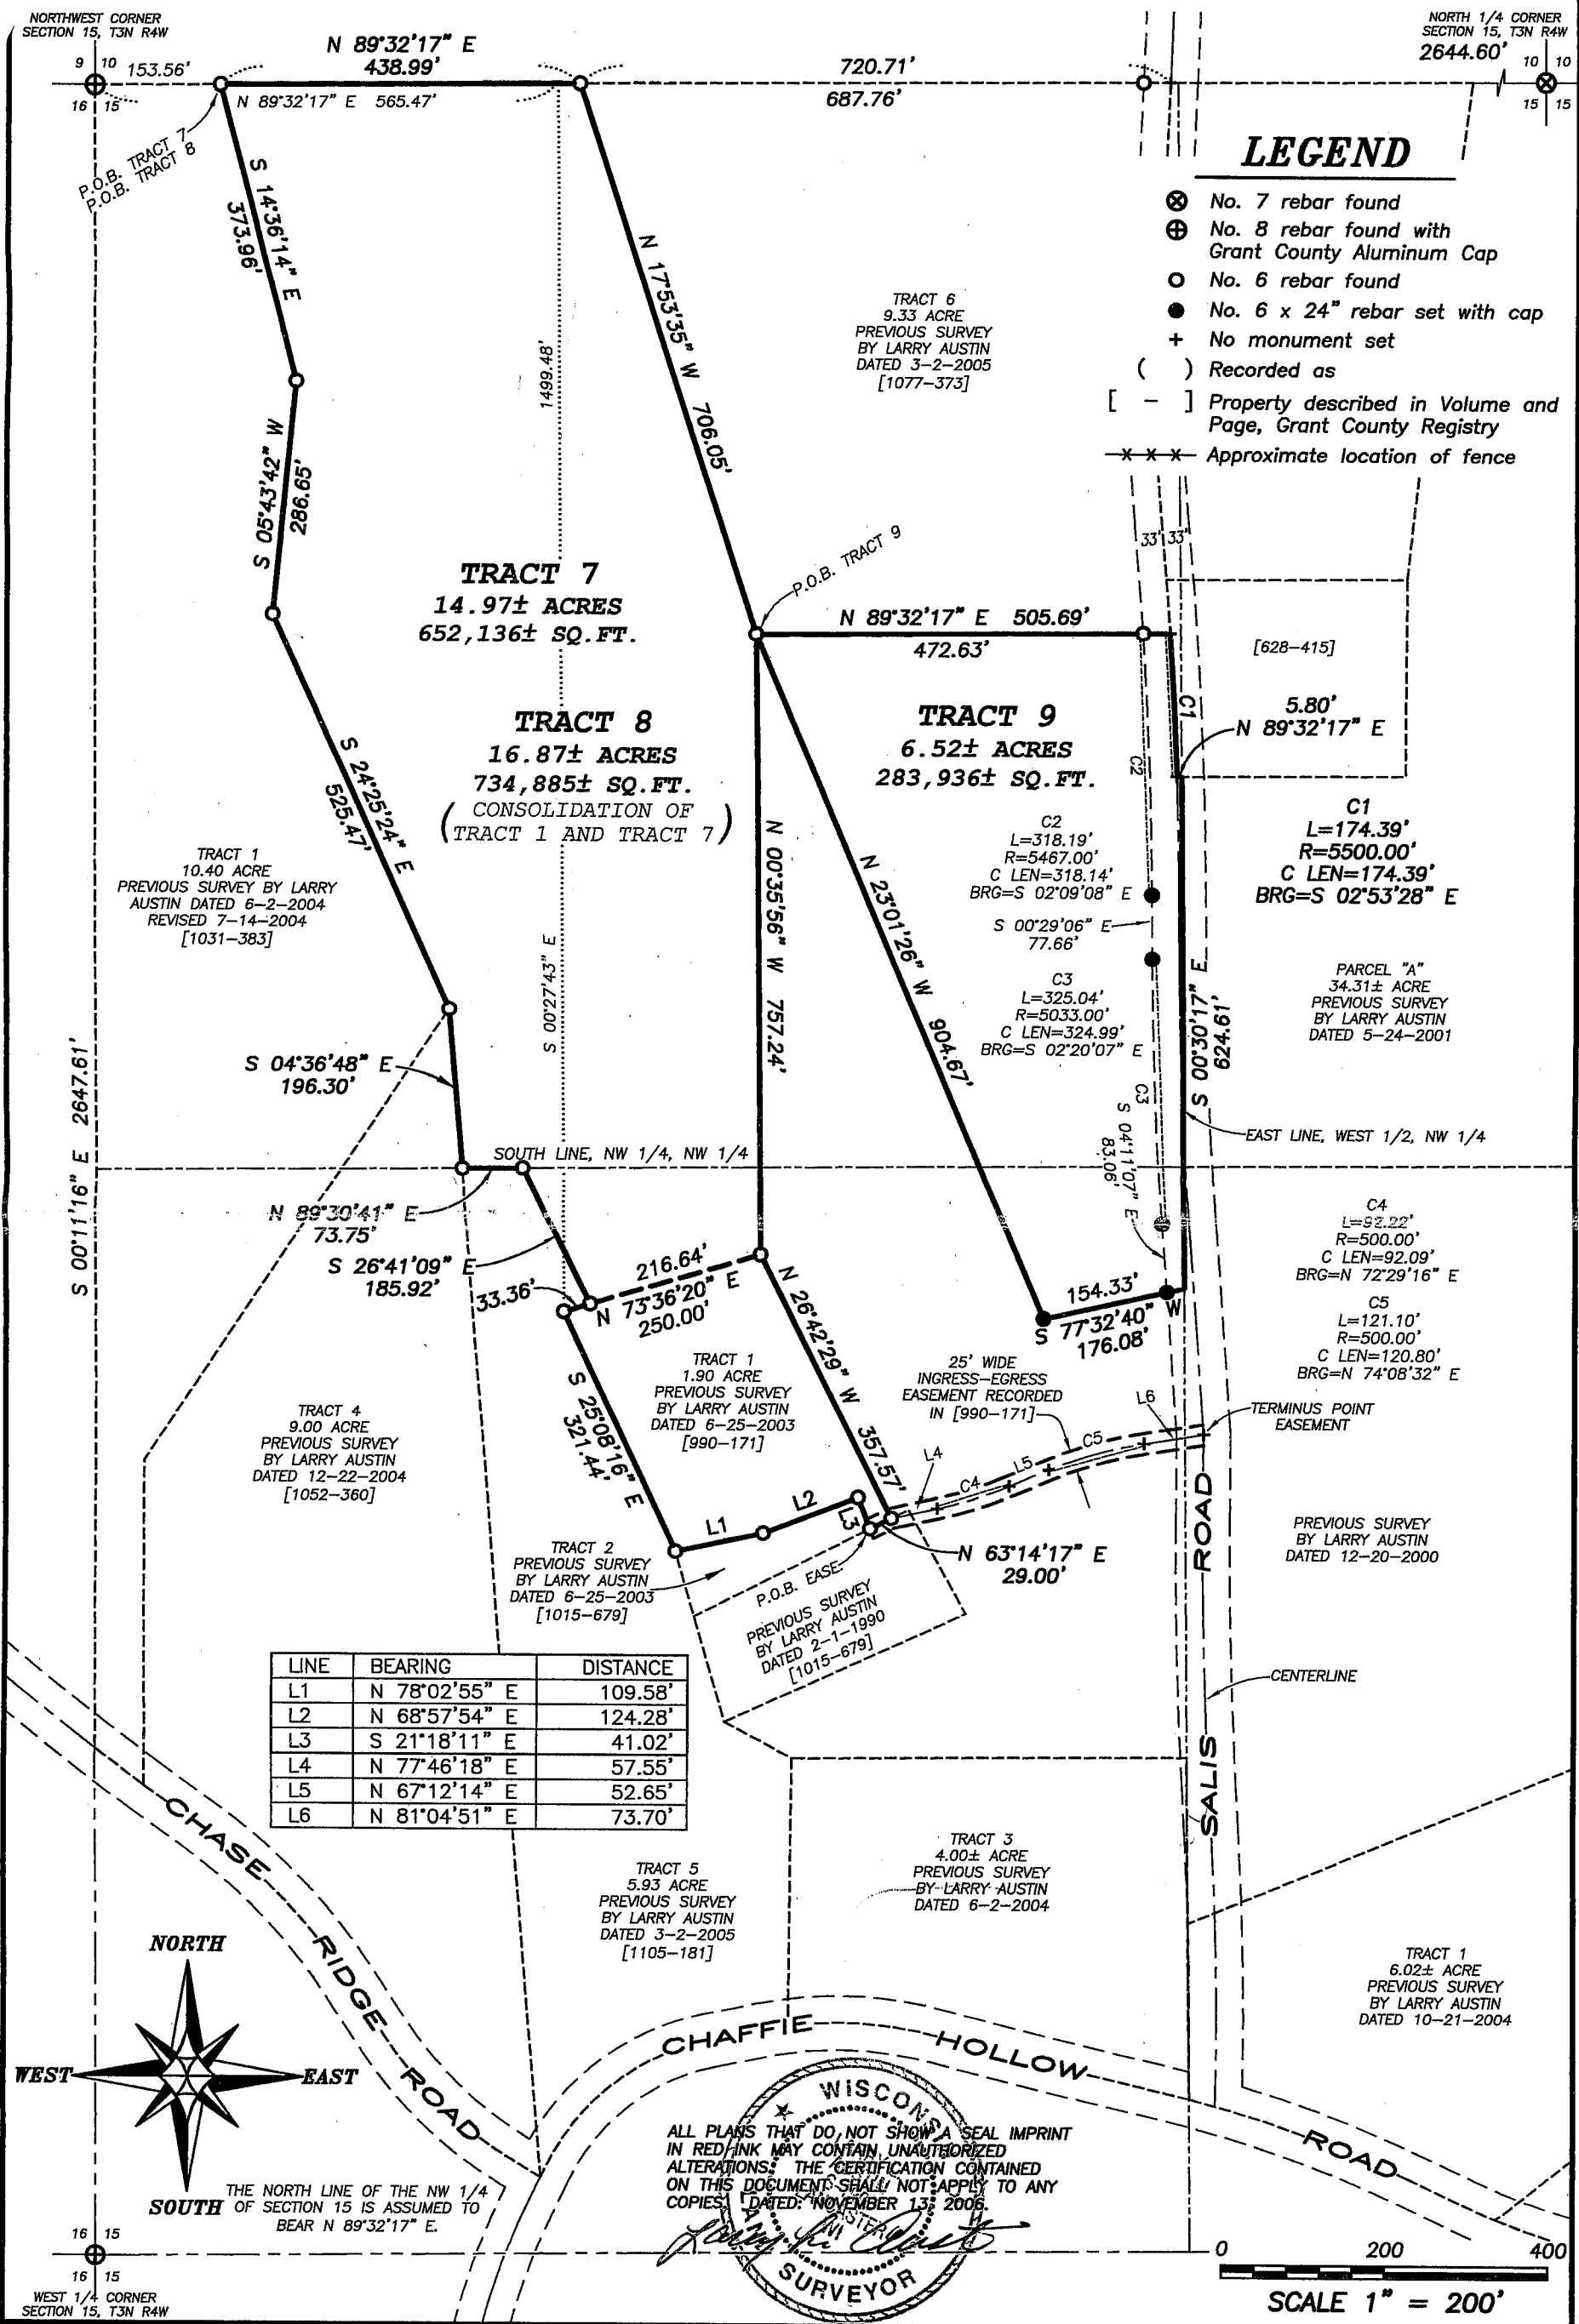 NORTHWEST CORNER
SECTION 15, T3N R4W
9 10
16 15
153.56'
N 89°32'17" E
438.99'
N 89°32'17" E 565.47'
720.71'
687.76'
NORTH 1/4 CORNER
SECTION 15, T3N R4W
2644.60'
10 10
15 15
P.O.B. TRACT 7
P.O.B. TRACT 8
LEGEND
No. 7 rebar found
No. 8 rebar found with
Grant County Aluminum Cap
No. 6 rebar found
No. 6 x 24" rebar set with cap
+ No monument set
( ) Recorded as
[ - ] Property described in Volume and
Page, Grant County Registry
x x x Approximate location of fence
S 14°36'14" E
373.96'
N 17°53'35" W 706.05'
1499.48'
TRACT 6
9.33 ACRE
PREVIOUS SURVEY
BY LARRY AUSTIN
DATED 3-2-2005
[1077-373]
S 05°43'42" W
286.65'
33' 33'
P.O.B. TRACT 9
TRACT 7
14.97± ACRES
652,136± SQ.FT.
N 89°32'17" E 505.69'
472.63'
[628-415]
C1
5.80'
N 89°32'17" E
TRACT 8
16.87± ACRES
734,885± SQ.FT.
(CONSOLIDATION OF
TRACT 1 AND TRACT 7)
TRACT 9
6.52± ACRES
283,936± SQ.FT.
C2
S 24°25'24" E
525.47'
C2
L=318.19'
R=5467.00'
C LEN=318.14'
BRG=S 02°09'08" E
S 00°29'06" E
77.66'
C3
L=325.04'
R=5033.00'
C LEN=324.99'
BRG=S 02°20'07" E
C1
L=174.39'
R=5500.00'
C LEN=174.39'
BRG=S 02°53'28" E
TRACT 1
10.40 ACRE
PREVIOUS SURVEY BY LARRY
AUSTIN DATED 6-2-2004
REVISED 7-14-2004
[1031-383]
N 00°35'56" W 757.24'
N 23°01'26" W 904.67'
S 00°27'43" E
S 00°30'17" E
624.61'
PARCEL "A"
34.31± ACRE
PREVIOUS SURVEY
BY LARRY AUSTIN
DATED 5-24-2001
S 00°11'16" E 2647.61'
S 04°36'48" E
196.30'
C3
S 04°11'07" E
83.06'
EAST LINE, WEST 1/2, NW 1/4
SOUTH LINE, NW 1/4, NW 1/4
N 89°30'41" E
73.75'
S 26°41'09" E
185.92'
33.36'
216.64'
N 73°36'20" E
250.00'
154.33'
S 77°32'40" W
176.08'
C4
L=92.22'
R=500.00'
C LEN=92.09'
BRG=N 72°29'16" E
C5
L=121.10'
R=500.00'
C LEN=120.80'
BRG=N 74°08'32" E
TRACT 1
1.90 ACRE
PREVIOUS SURVEY
BY LARRY AUSTIN
DATED 6-25-2003
[990-171]
N 26°42'29" W 357.57'
S 25°08'16" E
321.44'
25' WIDE
INGRESS-EGRESS
EASEMENT RECORDED
IN [990-171]
L6
TERMINUS POINT
EASEMENT
C5
L5
C4
L4
TRACT 4
9.00 ACRE
PREVIOUS SURVEY
BY LARRY AUSTIN
DATED 12-22-2004
[1052-360]
L1
L2
L3
N 63°14'17" E
29.00'
TRACT 2
PREVIOUS SURVEY
BY LARRY AUSTIN
DATED 6-25-2003
[1015-679]
P.O.B. EASE.
PREVIOUS SURVEY
BY LARRY AUSTIN
DATED 2-1-1990
[1015-679]
PREVIOUS SURVEY
BY LARRY AUSTIN
DATED 12-20-2000
LINE BEARING DISTANCE
L1 N 78°02'55" E 109.58'
L2 N 68°57'54" E 124.28'
L3 S 21°18'11" E 41.02'
L4 N 77°46'18" E 57.55'
L5 N 67°12'14" E 52.65'
L6 N 81°04'51" E 73.70'
CENTERLINE
SALIS ROAD
CHASE RIDGE ROAD
TRACT 5
5.93 ACRE
PREVIOUS SURVEY
BY LARRY AUSTIN
DATED 3-2-2005
[1105-181]
TRACT 3
4.00± ACRE
PREVIOUS SURVEY
BY LARRY AUSTIN
DATED 6-2-2004
TRACT 1
6.02± ACRE
PREVIOUS SURVEY
BY LARRY AUSTIN
DATED 10-21-2004
NORTH
WEST
EAST
SOUTH
CHAFFIE HOLLOW ROAD
THE NORTH LINE OF THE NW 1/4
OF SECTION 15 IS ASSUMED TO
BEAR N 89°32'17" E.
WISCONSIN
ALL PLANS THAT DO NOT SHOW A SEAL IMPRINT
IN RED INK MAY CONTAIN UNAUTHORIZED
ALTERATIONS. THE CERTIFICATION CONTAINED
ON THIS DOCUMENT SHALL NOT APPLY TO ANY
COPIES. DATED: NOVEMBER 13, 2006.
SURVEYOR
16 15
16 15
WEST 1/4 CORNER
SECTION 15, T3N R4W
0 200 400
SCALE 1" = 200'